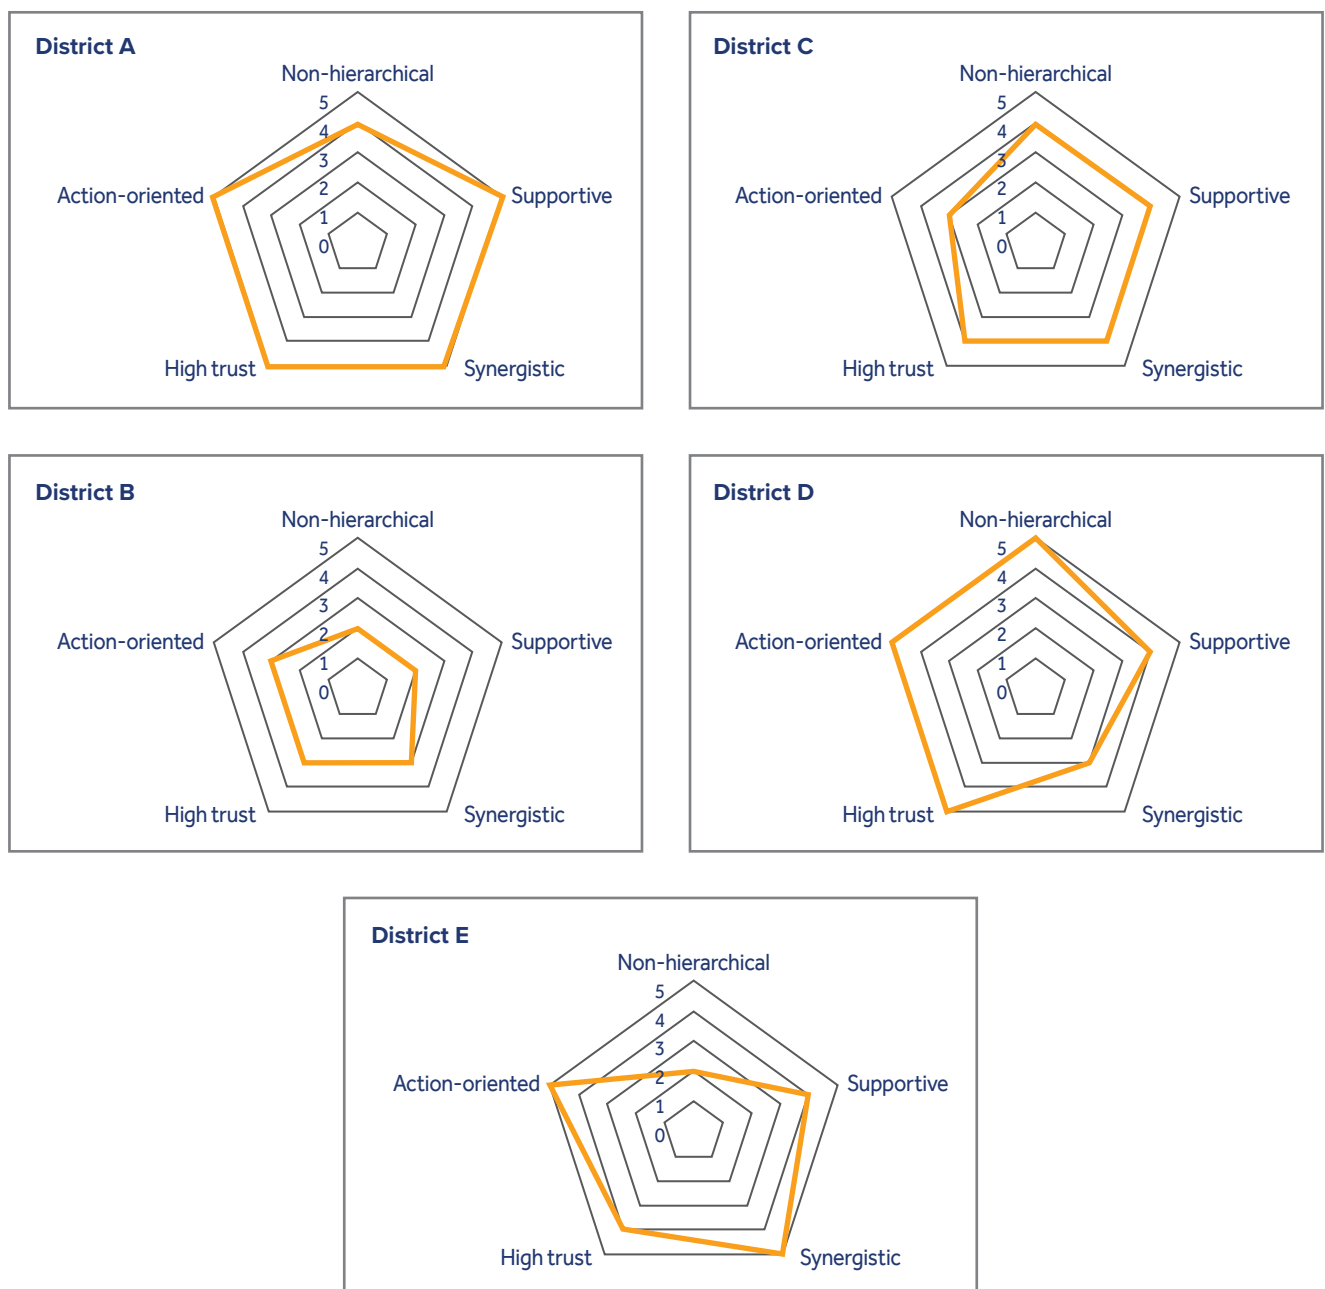 District A
Non-hierarchical
5
4
3
2
1
0
Action-oriented
Supportive
High trust
Synergistic
District C
Non-hierarchical
5
4
3
2
1
0
Action-oriented
Supportive
High trust
Synergistic
District B
Non-hierarchical
5
4
3
2
1
0
Action-oriented
Supportive
High trust
Synergistic
District D
Non-hierarchical
5
4
3
2
1
0
Action-oriented
Supportive
High trust
Synergistic
District E
Non-hierarchical
5
4
3
2
1
0
Action-oriented
Supportive
High trust
Synergistic